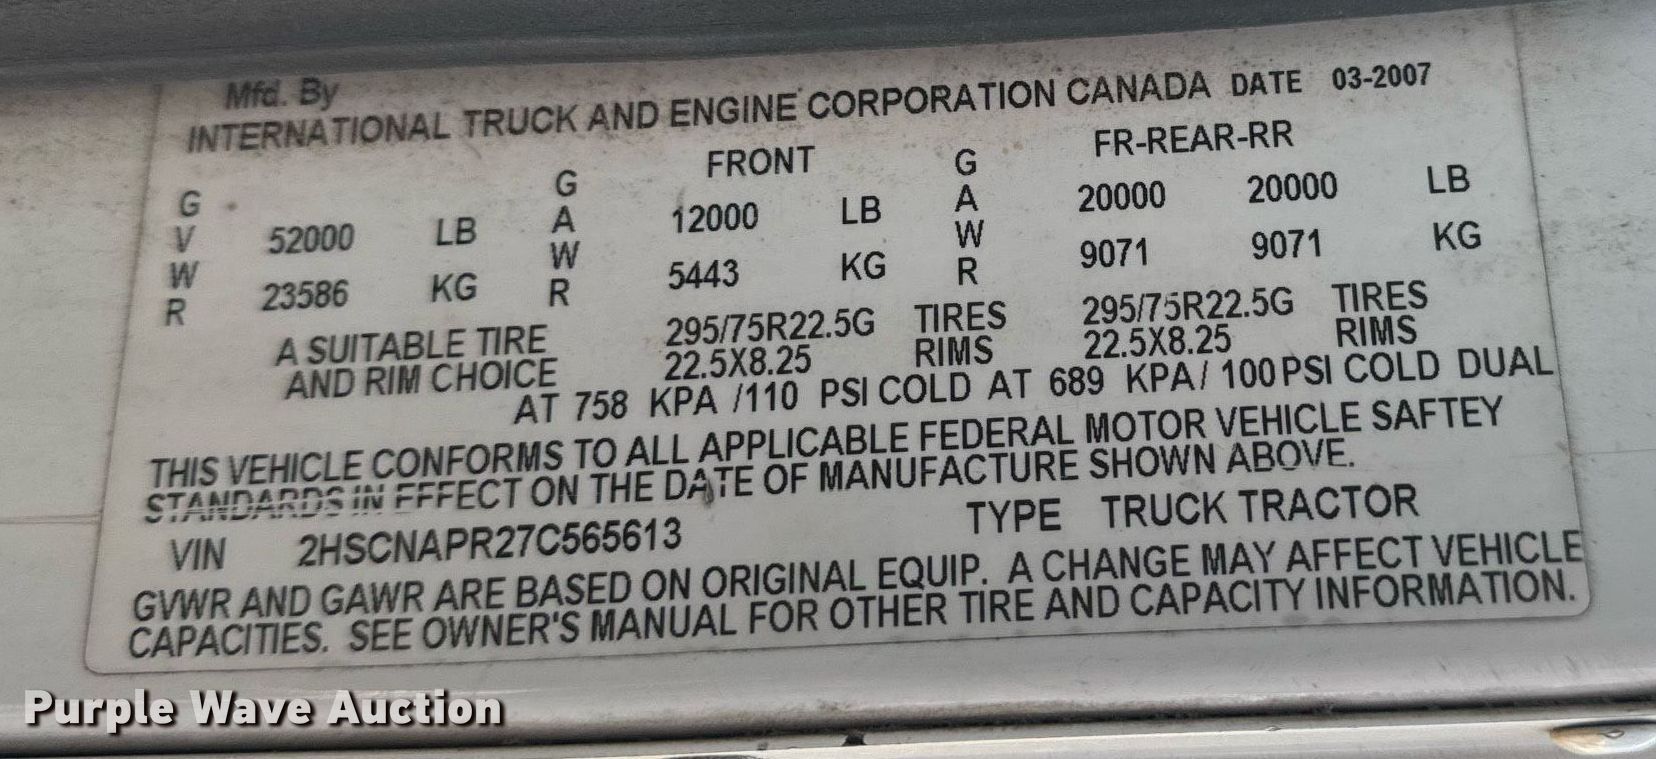 Mfd. By
INTERNATIONAL TRUCK AND ENGINE CORPORATION CANADA DATE 03-2007
FRONT FR-REAR-RR
GVWR 52000 LB GAWR 12000 LB GAWR 20000 20000 LB
23586 KG 5443 KG 9071 9071 KG
A SUITABLE TIRE 295/75R22.5G TIRES 295/75R22.5G TIRES
AND RIM CHOICE 22.5X8.25 RIMS 22.5X8.25 RIMS
AT 758 KPA /110 PSI COLD AT 689 KPA/ 100 PSI COLD DUAL
THIS VEHICLE CONFORMS TO ALL APPLICABLE FEDERAL MOTOR VEHICLE SAFTEY
STANDARDS IN EFFECT ON THE DATE OF MANUFACTURE SHOWN ABOVE.
VIN 2HSCNAPR27C565613 TYPE TRUCK TRACTOR
GVWR AND GAWR ARE BASED ON ORIGINAL EQUIP. A CHANGE MAY AFFECT VEHICLE
CAPACITIES. SEE OWNER'S MANUAL FOR OTHER TIRE AND CAPACITY INFORMATION.
Purple Wave Auction